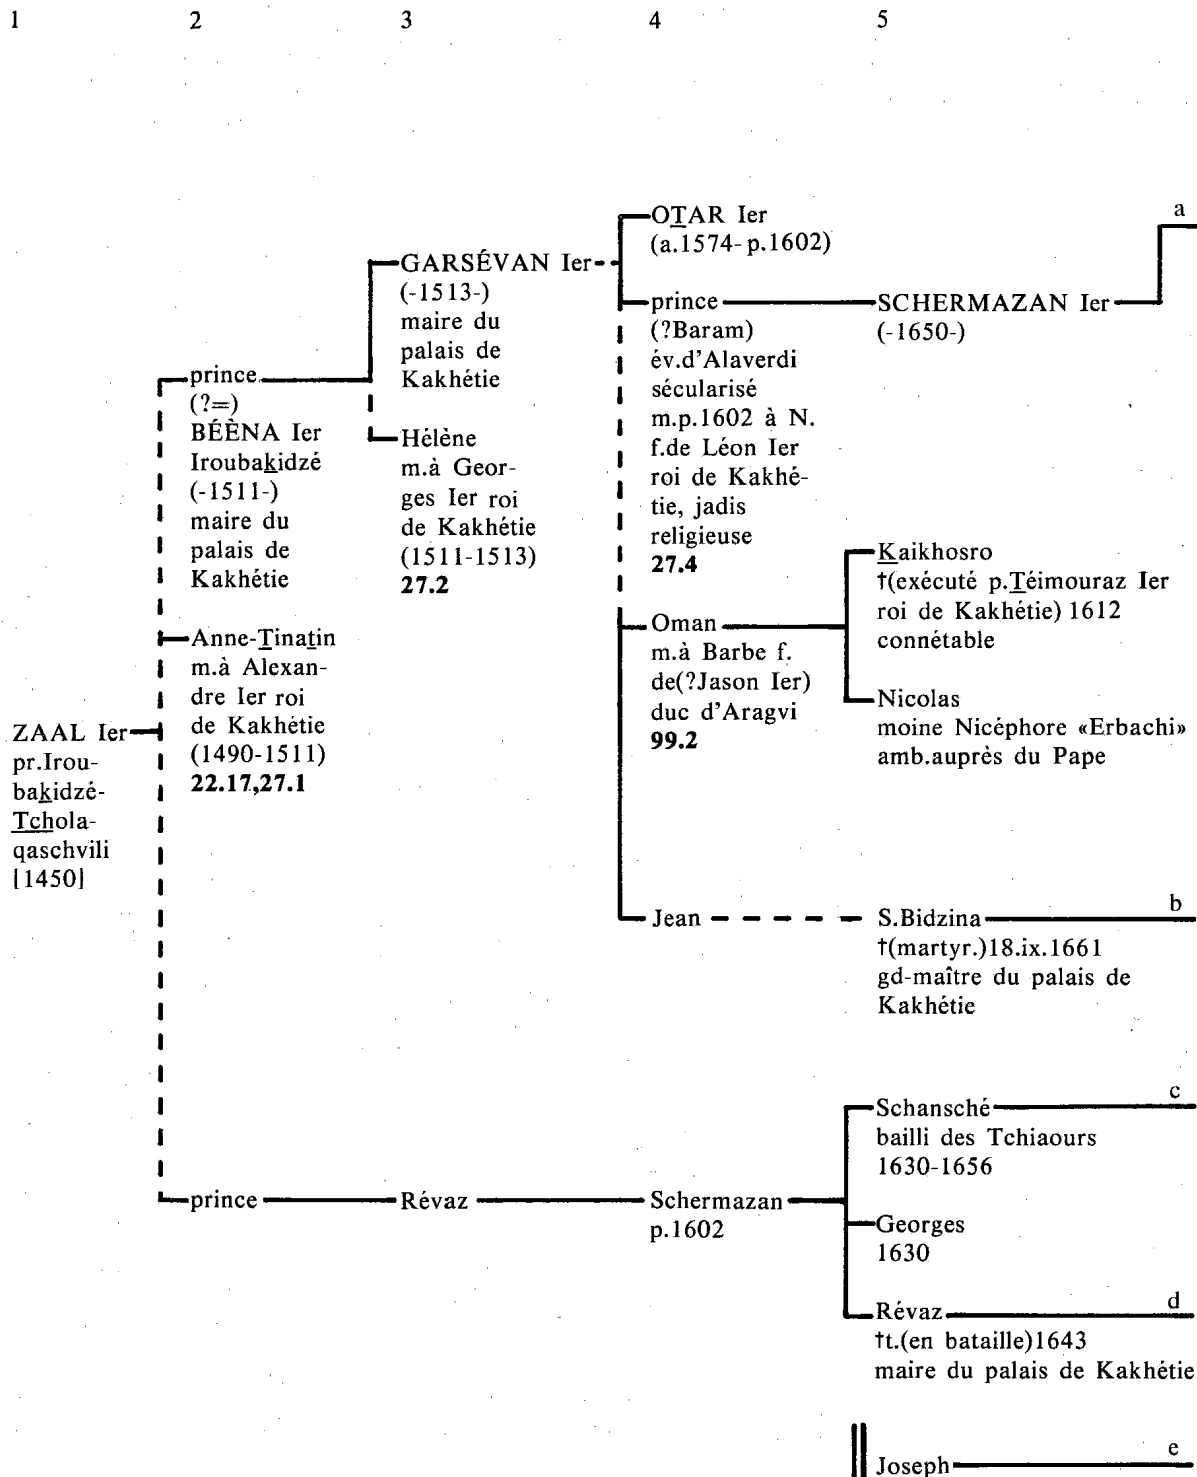 1 2 3 4 5
ZAAL Ier
pr.Irou-
bakidzé-
Tchola-
qaschvili
[1450]
prince
(?=)
BÉÈNA Ier
Iroubakidzé
(-1511-)
maire du
palais de
Kakhétie
Anne-Tinatin
m.à Alexan-
dre Ier roi
de Kakhétie
(1490-1511)
22.17,27.1
prince
GARSÉVAN Ier
(-1513-)
maire du
palais de
Kakhétie
Hélène
m.à Geor-
ges Ier roi
de Kakhétie
(1511-1513)
27.2
Révaz
OTAR Ier
(a.1574-p.1602)
prince
(?Baram)
év.d'Alaverdi
sécularisé
m.p.1602 à N.
f.de Léon Ier
roi de Kakhé-
tie, jadis
religieuse
27.4
Oman
m.à Barbe f.
de(?Jason Ier)
duc d'Aragvi
99.2
Jean
Schermazan
p.1602
a
SCHERMAZAN Ier
(-1650-)
Kaikhosro
†(exécuté p.Téimouraz Ier
roi de Kakhétie) 1612
connétable
Nicolas
moine Nicéphore «Erbachi»
amb.auprès du Pape
b
S.Bidzina
†(martyr.)18.ix.1661
gd-maître du palais de
Kakhétie
c
Schansché
bailli des Tchiaours
1630-1656
Georges
1630
d
Révaz
†t.(en bataille)1643
maire du palais de Kakhétie
e
Joseph